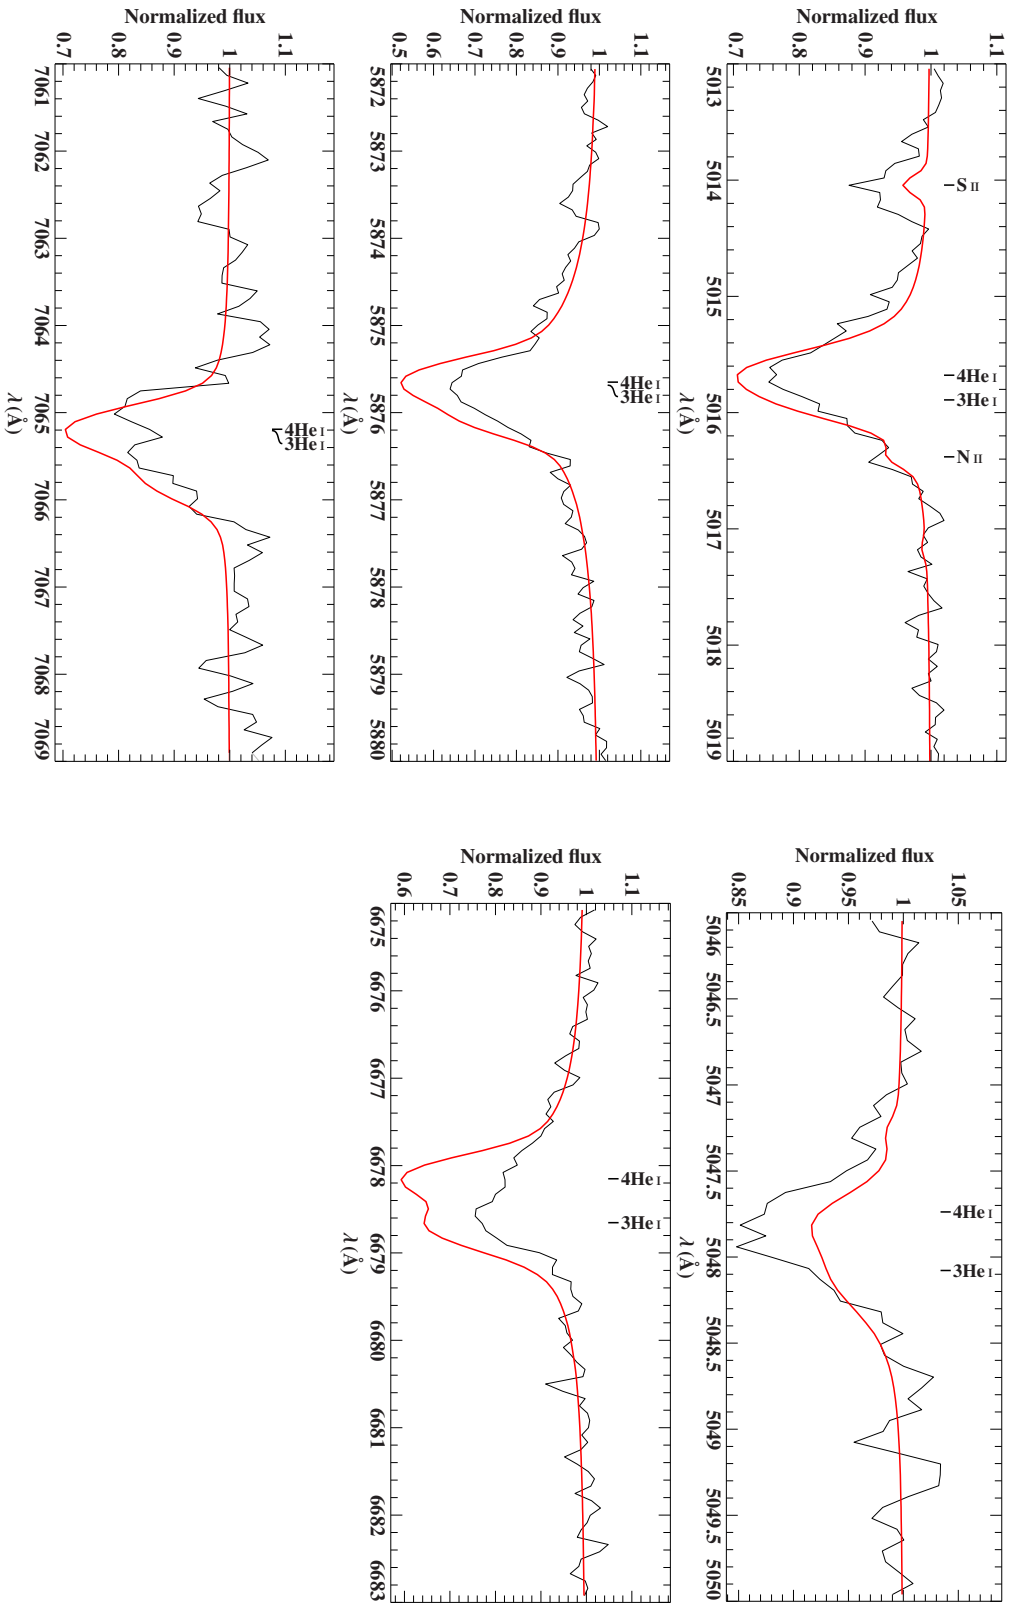 Normalized flux
0.7 0.8 0.9 1 1.1
5013 5014 5015 5016 5017 5018 5019
λ (Å)
–S II
–4He I
–3He I
–N II
Normalized flux
0.85 0.9 0.95 1 1.05
5046 5046.5 5047 5047.5 5048 5048.5 5049 5049.5 5050
λ (Å)
–4He I
–3He I
Normalized flux
0.5 0.6 0.7 0.8 0.9 1 1.1
5872 5873 5874 5875 5876 5877 5878 5879 5880
λ (Å)
4He I
3He I
Normalized flux
0.6 0.7 0.8 0.9 1 1.1
6675 6676 6677 6678 6679 6680 6681 6682 6683
λ (Å)
–4He I
–3He I
Normalized flux
0.7 0.8 0.9 1 1.1
7061 7062 7063 7064 7065 7066 7067 7068 7069
λ (Å)
4He I
3He I